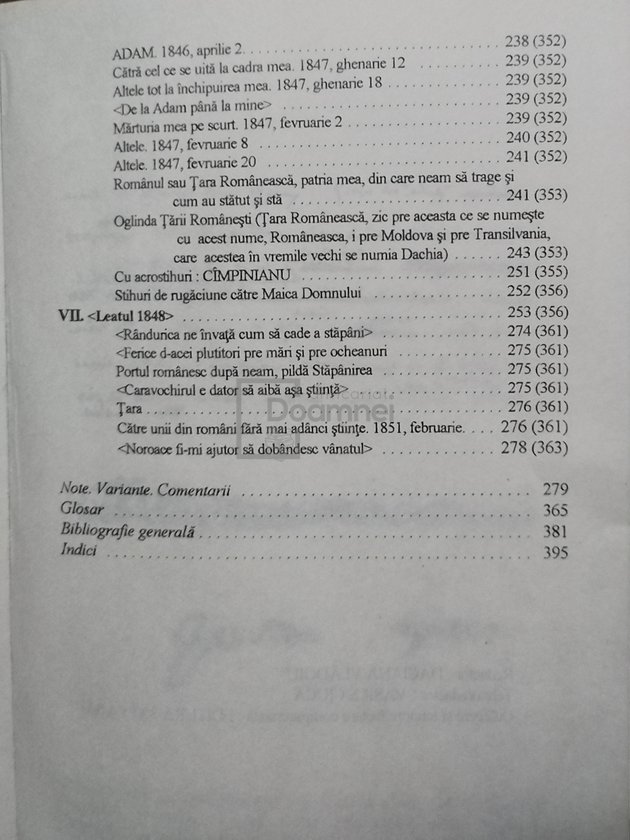 ADAM. 1846, aprilie 2. . . . . . . . . . . . . . . . . . . . . . . . . . . . 238 (352)
Cătră cel ce se uită la cadra mea. 1847, ghenarie 12 . . . . . . . . . 239 (352)
Altele tot la închipuirea mea. 1847, ghenarie 18 . . . . . . . . . . . . 239 (352)
<De la Adam până la mine> . . . . . . . . . . . . . . . . . . . . . . . . 239 (352)
Mărturia mea pe scurt. 1847, fevruarie 2 . . . . . . . . . . . . . . . . 239 (352)
Altele. 1847, fevruarie 8 . . . . . . . . . . . . . . . . . . . . . . . . . . 240 (352)
Altele. 1847, fevruarie 20 . . . . . . . . . . . . . . . . . . . . . . . . . 241 (352)
Românul sau Țara Românească, patria mea, din care neam să trage și
cum au stătut și stă . . . . . . . . . . . . . . . . . . . . . . . 241 (353)
Oglinda Țării Românești (Țara Românească, zic pre aceasta ce se numește
cu acest nume, Româneasca, i pre Moldova și pre Transilvania,
care acestea în vremile vechi se numia Dachia) . . . . . . 243 (353)
Cu acrostihuri : CÎMPINIANU . . . . . . . . . . . . . . . . . . . . . . 251 (355)
Stihuri de rugăciune către Maica Domnului . . . . . . . . . . . . . . 252 (356)
VII. <Leatul 1848> . . . . . . . . . . . . . . . . . . . . . . . . . . . . . . . . . 253 (356)
<Rândurica ne învață cum să cade a stăpâni> . . . . . . . . . . . . . 274 (361)
<Ferice d-acei plutitori pre mări și pre ocheanuri . . . . . . . . . . . 275 (361)
Portul românesc după neam, pildă Stăpânirea . . . . . . . . . . . . . 275 (361)
<Caravochirul e dator să aibă așa știință> . . . . . . . . . . . . . . . . 275 (361)
Țara . . . . . . . . . . . . . . . . . . . . . . . . . . . . . . . . . . . . . . . . 276 (361)
Către unii din români fără mai adânci științe. 1851, februarie. . . . . 276 (361)
<Noroace fi-mi ajutor să dobândesc vânatul> . . . . . . . . . . . . . 278 (363)
Note. Variante. Comentarii . . . . . . . . . . . . . . . . . . . . . . . . . . . . 279
Glosar . . . . . . . . . . . . . . . . . . . . . . . . . . . . . . . . . . . . . . . . . 365
Bibliografie generală . . . . . . . . . . . . . . . . . . . . . . . . . . . . . . . . 381
Indici . . . . . . . . . . . . . . . . . . . . . . . . . . . . . . . . . . . . . . . . . . 395
Doamnei